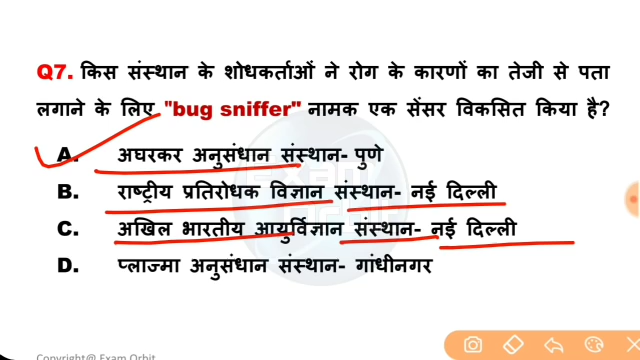 Q7. किस संस्थान के शोधकर्ताओं ने रोग के कारणों का तेजी से पता
लगाने के लिए "bug sniffer" नामक एक सेंसर विकसित किया है?
A. अघरकर अनुसंधान संस्थान- पुणे
B. राष्ट्रीय प्रतिरोधक विज्ञान संस्थान- नई दिल्ली
C. अखिल भारतीय आयुर्विज्ञान संस्थान- नई दिल्ली
D. प्लाज्मा अनुसंधान संस्थान- गांधीनगर
Copyright@ Exam Orbit